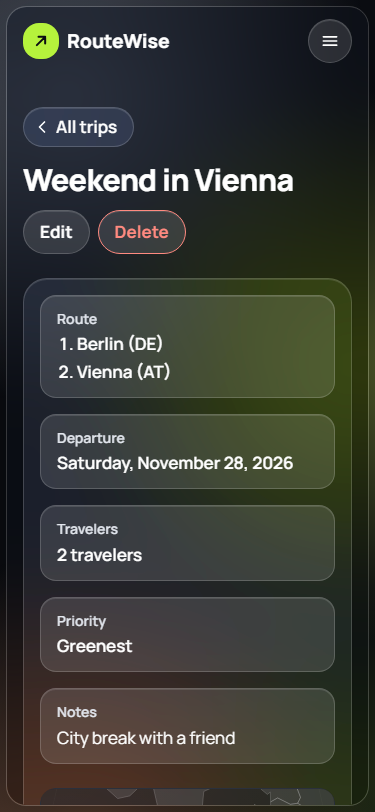 RouteWise
All trips
Weekend in Vienna
Edit
Delete
Route
1. Berlin (DE)
2. Vienna (AT)
Departure
Saturday, November 28, 2026
Travelers
2 travelers
Priority
Greenest
Notes
City break with a friend